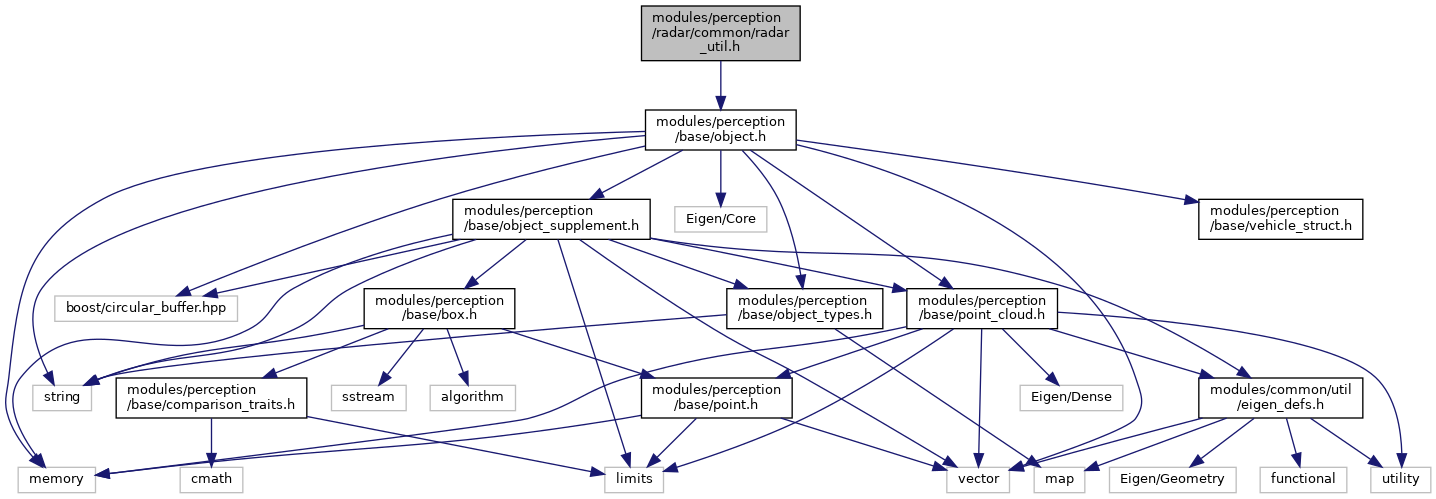 modules/perception
/radar/common/radar
_util.h
modules/perception
/base/object.h
modules/perception
/base/object_supplement.h
Eigen/Core
modules/perception
/base/vehicle_struct.h
boost/circular_buffer.hpp
modules/perception
/base/box.h
modules/perception
/base/object_types.h
modules/perception
/base/point_cloud.h
string
modules/perception
/base/comparison_traits.h
sstream
algorithm
modules/perception
/base/point.h
Eigen/Dense
modules/common/util
/eigen_defs.h
memory
cmath
limits
vector
map
Eigen/Geometry
functional
utility